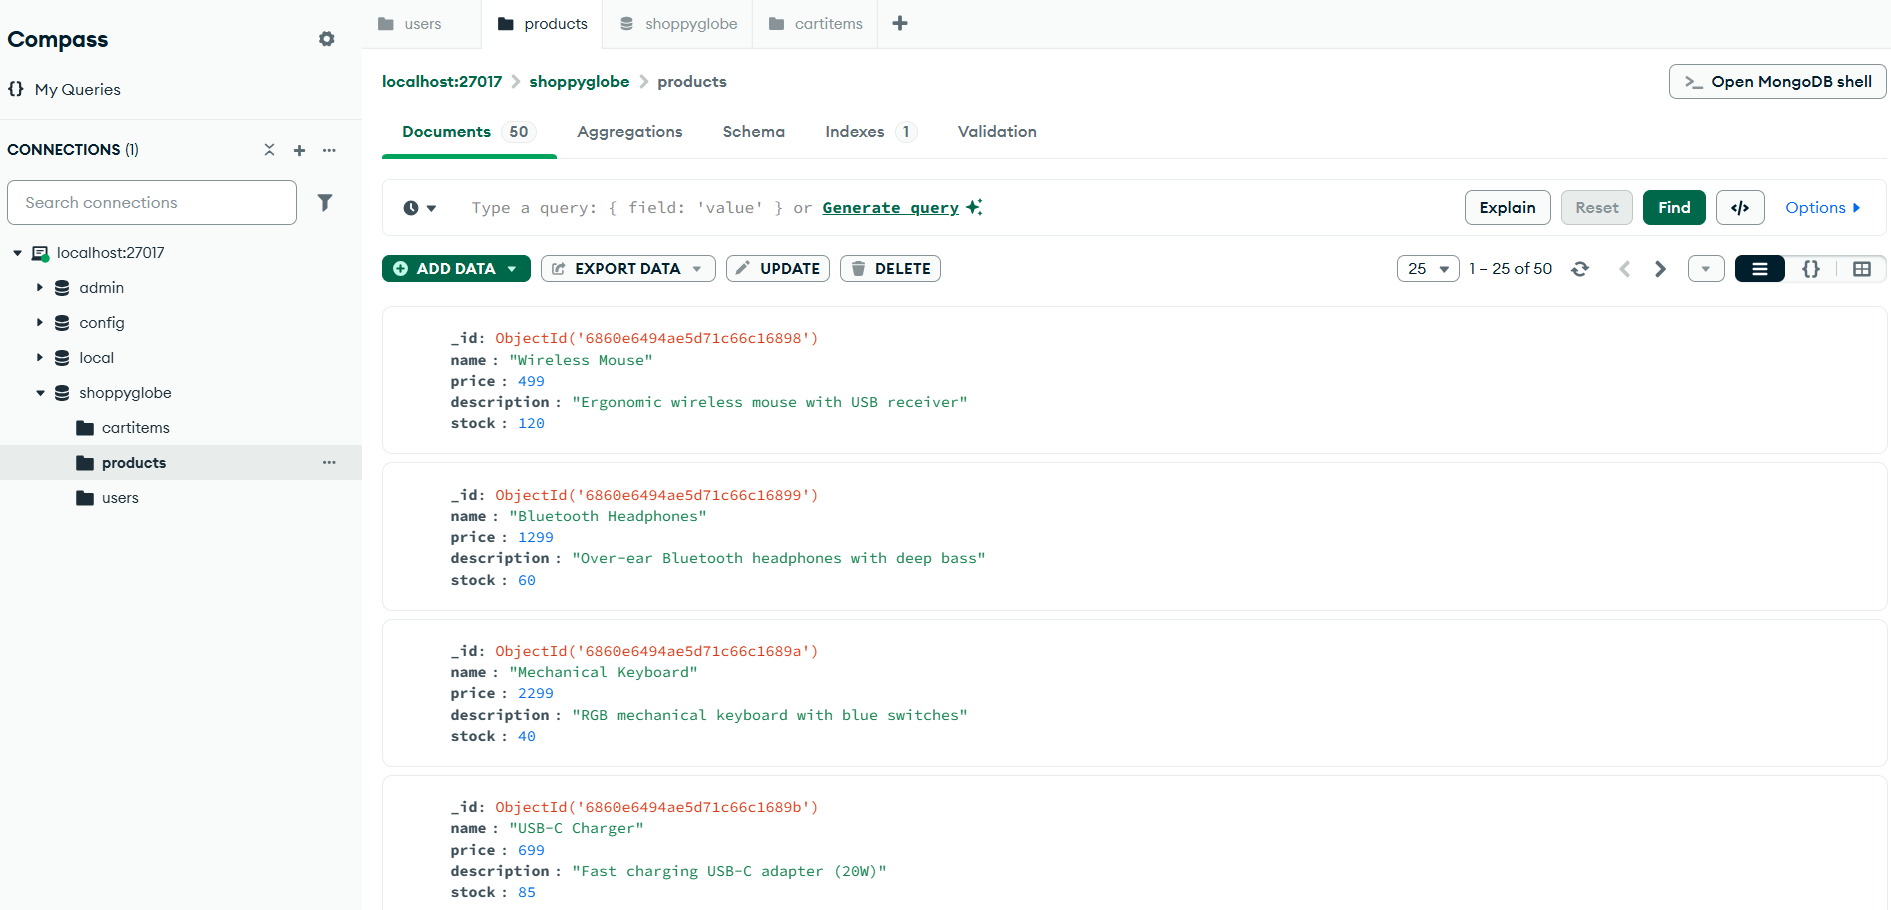 Compass
My Queries
CONNECTIONS (1)
Search connections
localhost:27017
admin
config
local
shoppyglobe
cartitems
products
users
users
products
shoppyglobe
cartitems
localhost:27017 > shoppyglobe > products
>_ Open MongoDB shell
Documents 50 Aggregations Schema Indexes 1 Validation
Type a query: { field: 'value' } or Generate query
Explain Reset Find </> Options
ADD DATA EXPORT DATA UPDATE DELETE
25 1 – 25 of 50 {}
_id: ObjectId('6860e6494ae5d71c66c16898')
name : "Wireless Mouse"
price : 499
description : "Ergonomic wireless mouse with USB receiver"
stock : 120
_id: ObjectId('6860e6494ae5d71c66c16899')
name : "Bluetooth Headphones"
price : 1299
description : "Over-ear Bluetooth headphones with deep bass"
stock : 60
_id: ObjectId('6860e6494ae5d71c66c1689a')
name : "Mechanical Keyboard"
price : 2299
description : "RGB mechanical keyboard with blue switches"
stock : 40
_id: ObjectId('6860e6494ae5d71c66c1689b')
name : "USB-C Charger"
price : 699
description : "Fast charging USB-C adapter (20W)"
stock : 85